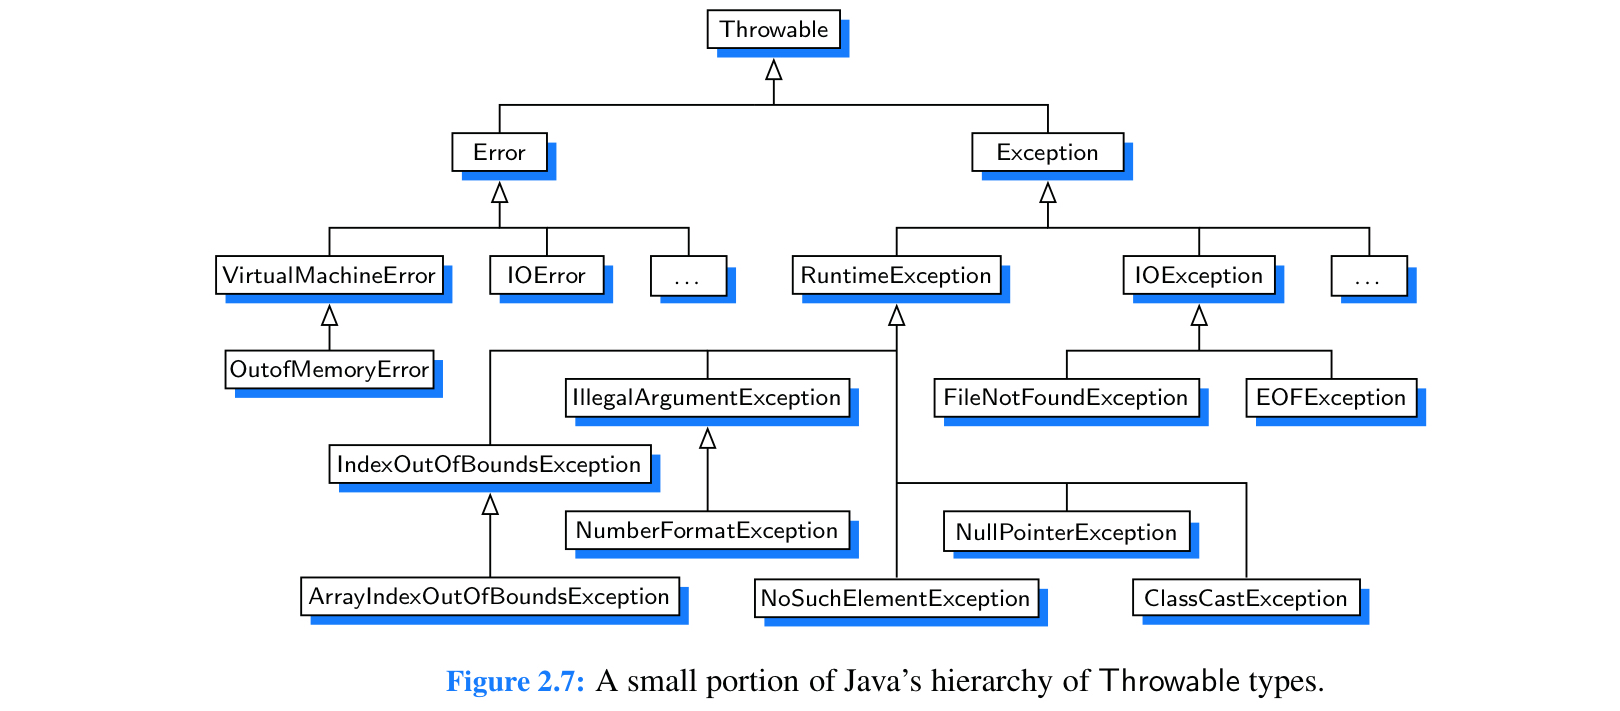 Throwable
Error
Exception
VirtualMachineError
IOError
...
RuntimeException
IOException
...
OutofMemoryError
IllegalArgumentException
FileNotFoundException
EOFException
IndexOutOfBoundsException
NumberFormatException
NullPointerException
ArrayIndexOutOfBoundsException
NoSuchElementException
ClassCastException
Figure 2.7: A small portion of Java’s hierarchy of Throwable types.